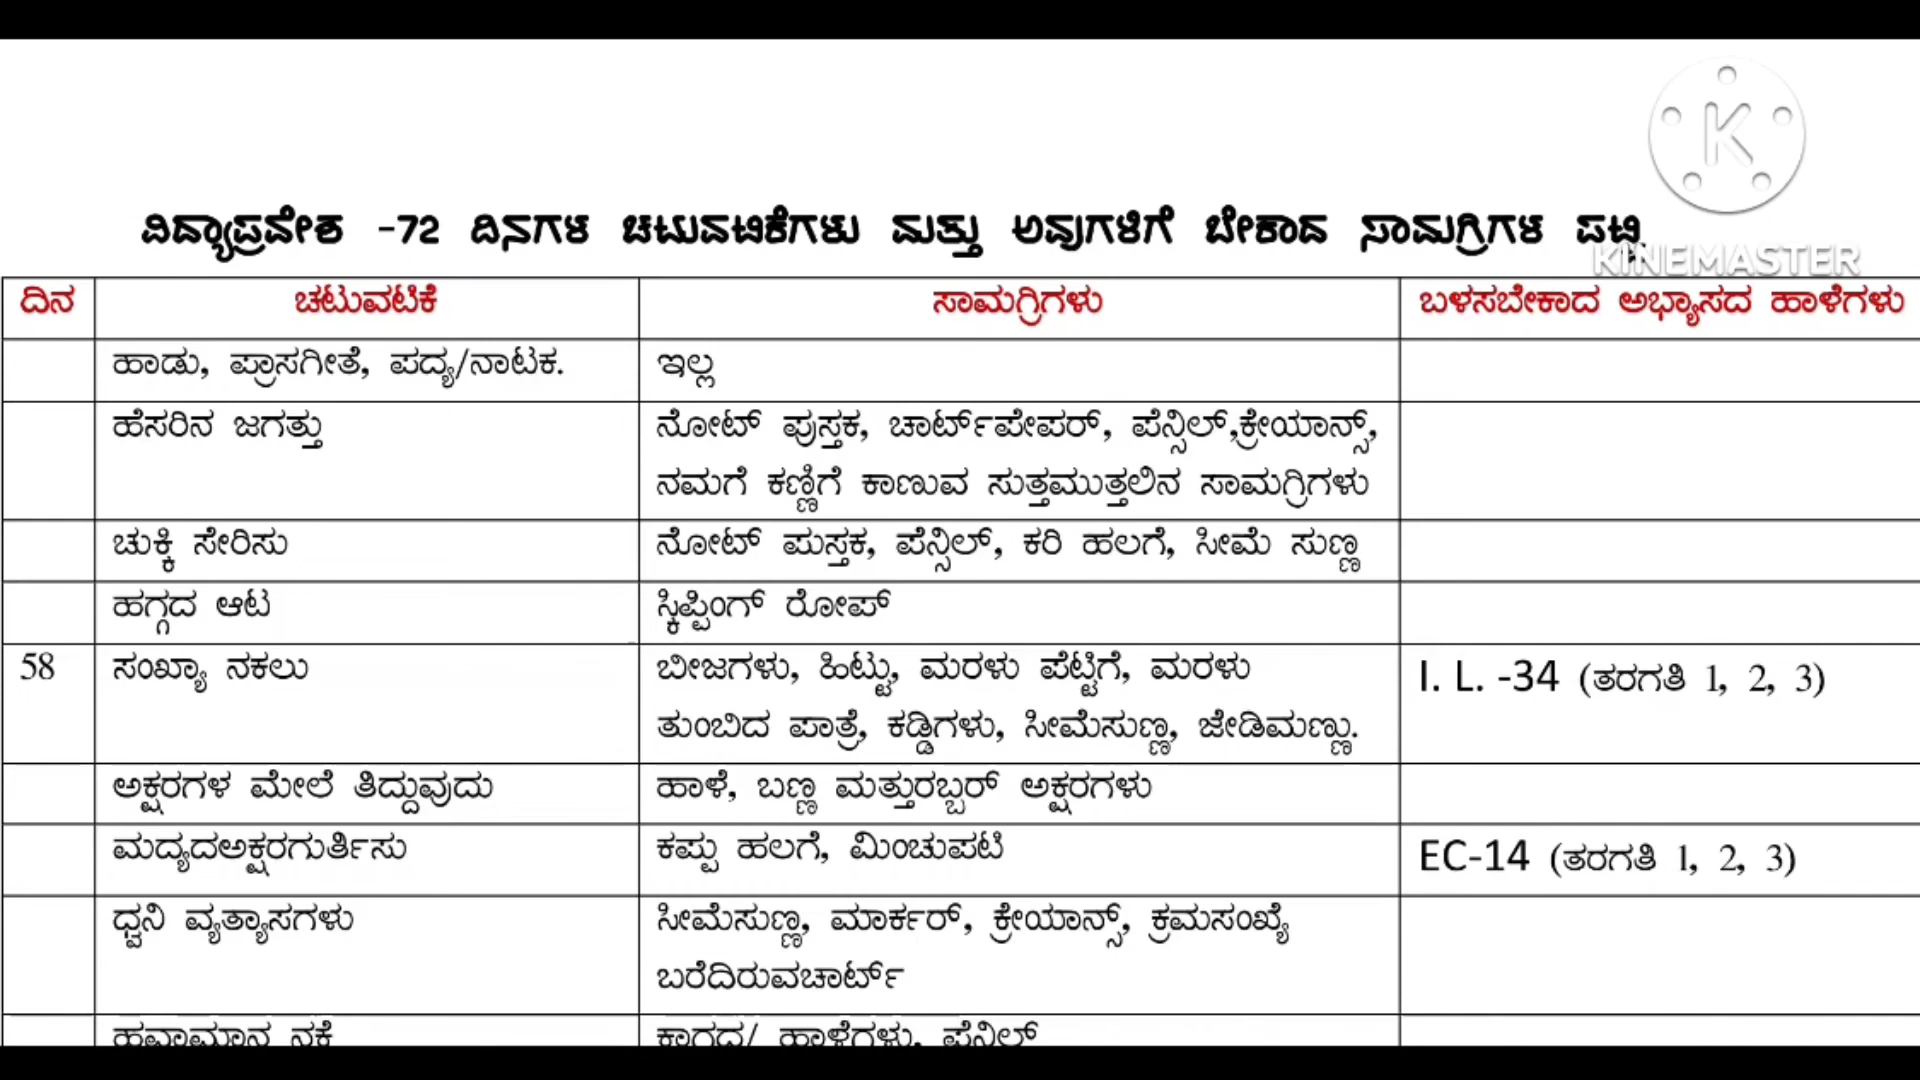 K
KINEMASTER
ವಿದ್ಯಾಪ್ರವೇಶ -72 ದಿನಗಳ ಚಟುವಟಿಕೆಗಳು ಮತ್ತು ಅವುಗಳಿಗೆ ಬೇಕಾದ ಸಾಮಗ್ರಿಗಳ ಪಟ್ಟಿ
ದಿನ ಚಟುವಟಿಕೆ ಸಾಮಗ್ರಿಗಳು ಬಳಸಬೇಕಾದ ಅಭ್ಯಾಸದ ಹಾಳೆಗಳು
ಹಾಡು, ಪ್ರಾಸಗೀತೆ, ಪದ್ಯ/ನಾಟಕ. ಇಲ್ಲ
ಹೆಸರಿನ ಜಗತ್ತು ನೋಟ್ ಪುಸ್ತಕ, ಚಾರ್ಟ್‌ಪೇಪರ್, ಪೆನ್ಸಿಲ್,ಕ್ರೇಯಾನ್ಸ್,
ನಮಗೆ ಕಣ್ಣಿಗೆ ಕಾಣುವ ಸುತ್ತಮುತ್ತಲಿನ ಸಾಮಗ್ರಿಗಳು
ಚುಕ್ಕಿ ಸೇರಿಸು ನೋಟ್ ಪುಸ್ತಕ, ಪೆನ್ಸಿಲ್, ಕರಿ ಹಲಗೆ, ಸೀಮೆ ಸುಣ್ಣ
ಹಗ್ಗದ ಆಟ ಸ್ಕಿಪ್ಪಿಂಗ್ ರೋಪ್
58 ಸಂಖ್ಯಾ ನಕಲು ಬೀಜಗಳು, ಹಿಟ್ಟು, ಮರಳು ಪೆಟ್ಟಿಗೆ, ಮರಳು I. L. -34 (ತರಗತಿ 1, 2, 3)
ತುಂಬಿದ ಪಾತ್ರೆ, ಕಡ್ಡಿಗಳು, ಸೀಮೆಸುಣ್ಣ, ಜೇಡಿಮಣ್ಣು.
ಅಕ್ಷರಗಳ ಮೇಲೆ ತಿದ್ದುವುದು ಹಾಳೆ, ಬಣ್ಣ ಮತ್ತುರಬ್ಬರ್ ಅಕ್ಷರಗಳು
ಮದ್ಯದಅಕ್ಷರಗುರ್ತಿಸು ಕಪ್ಪು ಹಲಗೆ, ಮಿಂಚುಪಟಿ EC-14 (ತರಗತಿ 1, 2, 3)
ಧ್ವನಿ ವ್ಯತ್ಯಾಸಗಳು ಸೀಮೆಸುಣ್ಣ, ಮಾರ್ಕರ್, ಕ್ರೇಯಾನ್ಸ್, ಕ್ರಮಸಂಖ್ಯೆ
ಬರೆದಿರುವಚಾರ್ಟ್
ಹವಾಮಾನ ನಕ್ಷೆ ಕಾಗದ/ ಹಾಳೆಗಳು, ಪೆನ್ಸಿಲ್